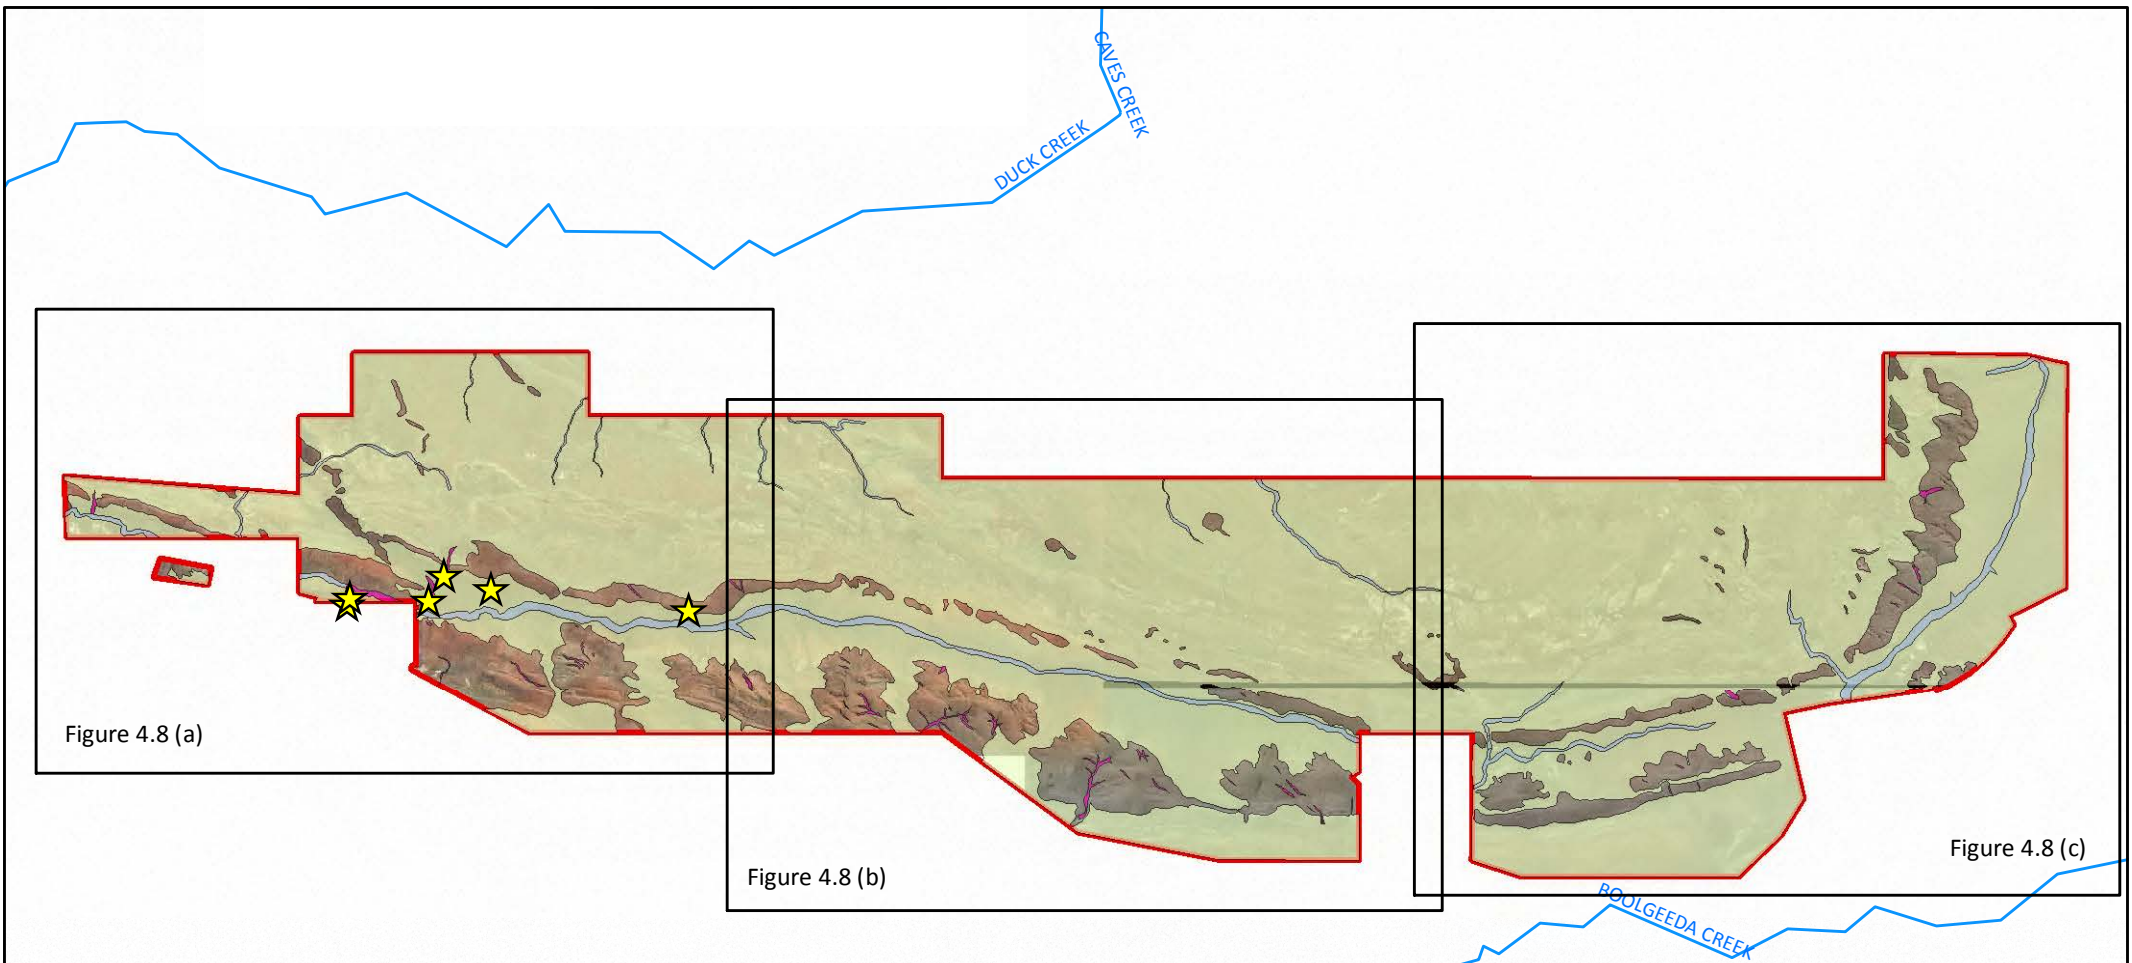 CAVES CREEK
DUCK CREEK
Figure 4.8 (a)
Figure 4.8 (b)
Figure 4.8 (c)
BOOLGEEDA CREEK